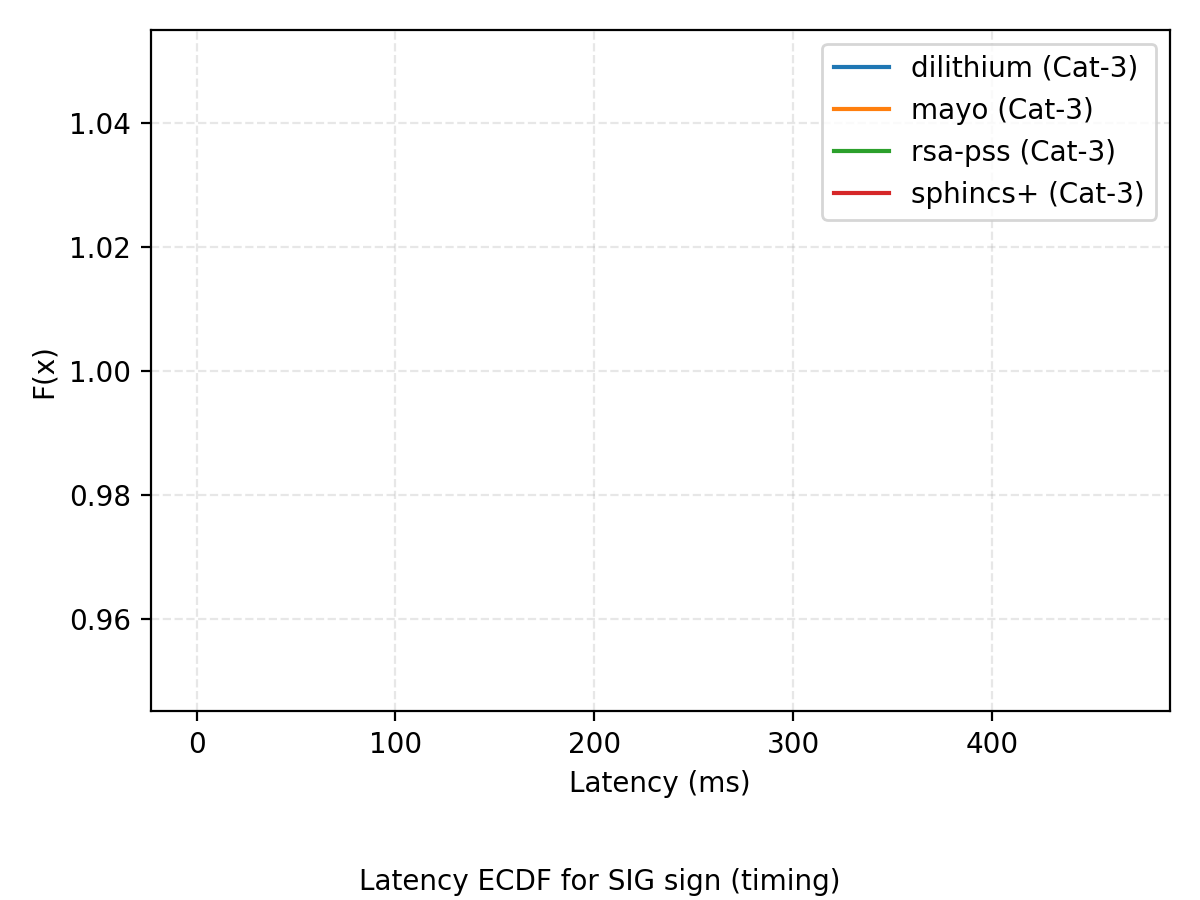 dilithium (Cat-3)
mayo (Cat-3)
rsa-pss (Cat-3)
sphincs+ (Cat-3)
1.04
1.02
1.00
0.98
0.96
F(x)
0 100 200 300 400
Latency (ms)
Latency ECDF for SIG sign (timing)